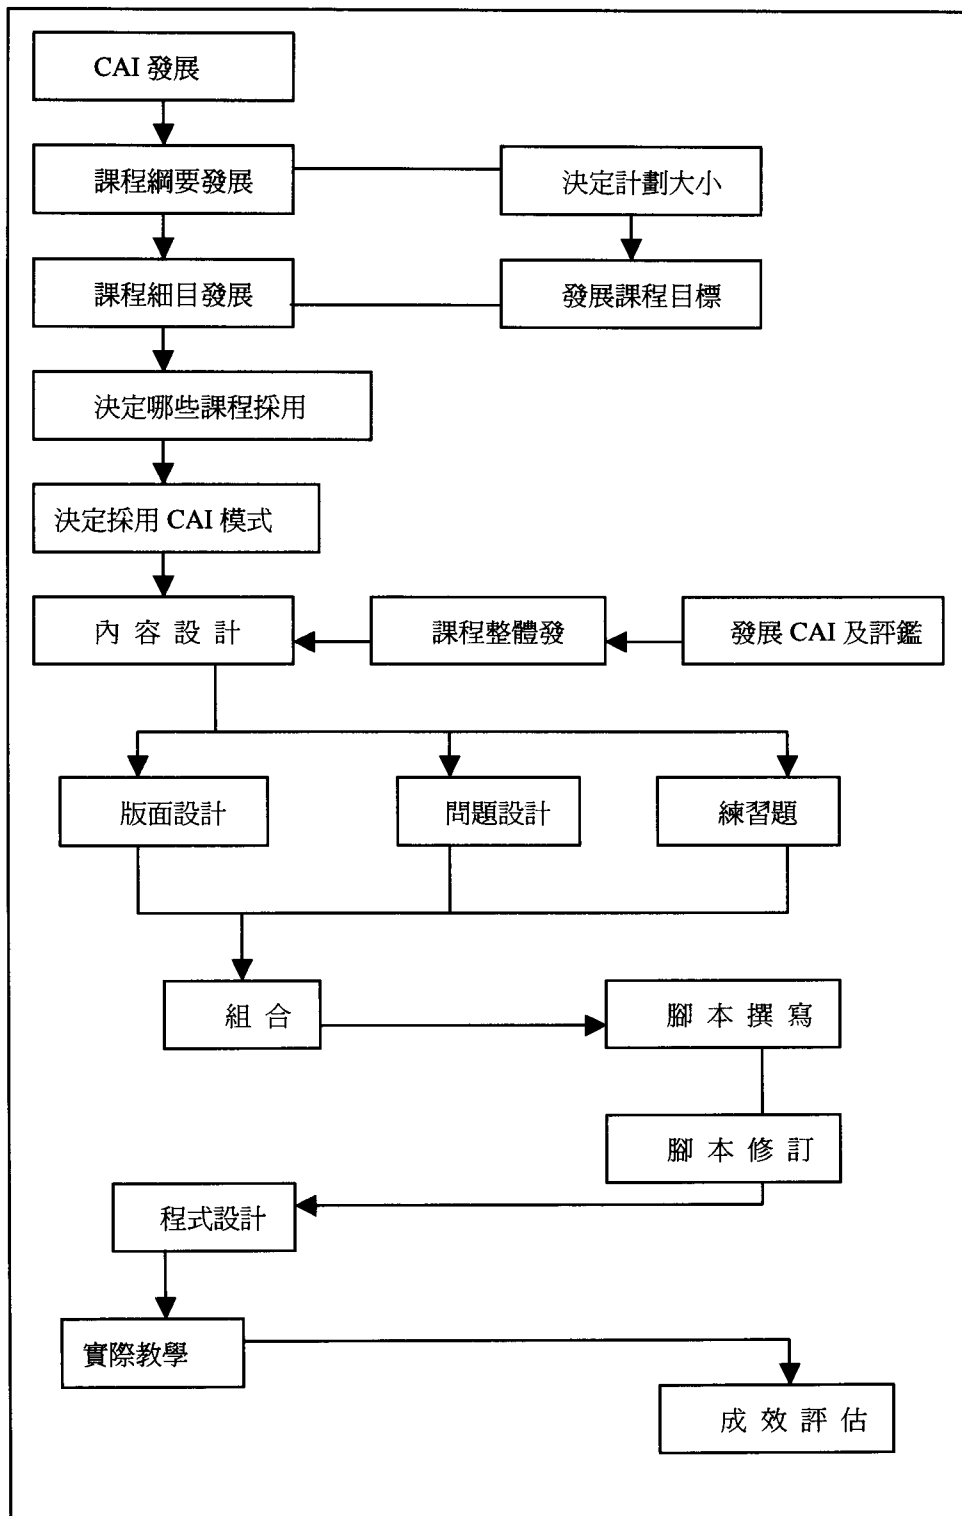 CAI 發展
課程綱要發展
決定計劃大小
課程細目發展
發展課程目標
決定哪些課程採用
決定採用 CAI 模式
內 容 設 計
課程整體發
發展 CAI 及評鑑
版面設計
問題設計
練習題
組 合
腳 本 撰 寫
腳 本 修 訂
程式設計
實際教學
成 效 評 估